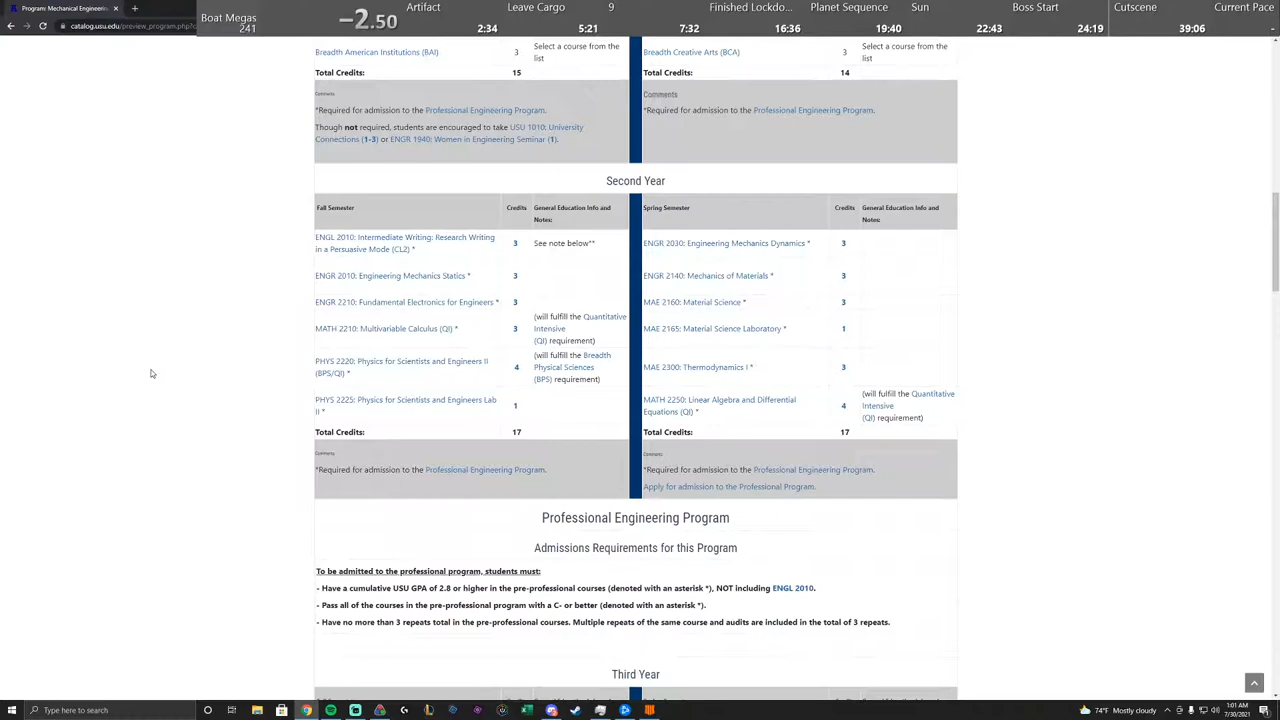 Program: Mechanical Engineerin
catalog.usu.edu/preview_program.php?c
Boat Megas
241
−2.50
Artifact
Leave Cargo
9
Finished Lockdo...
Planet Sequence
Sun
Boss Start
Cutscene
Current Pace
2:34
5:21
7:32
16:36
19:40
22:43
24:19
39:06
-
Breadth American Institutions (BAI)
3
Select a course from the
list
Total Credits:
15
Comments
*Required for admission to the Professional Engineering Program.
Though not required, students are encouraged to take USU 1010: University
Connections (1-3) or ENGR 1940: Women in Engineering Seminar (1).
Breadth Creative Arts (BCA)
3
Select a course from the
list
Total Credits:
14
Comments
*Required for admission to the Professional Engineering Program.
Second Year
Fall Semester
Credits
General Education Info and
Notes:
ENGL 2010: Intermediate Writing: Research Writing
in a Persuasive Mode (CL2) *
3
See note below**
ENGR 2010: Engineering Mechanics Statics *
3
ENGR 2210: Fundamental Electronics for Engineers *
3
MATH 2210: Multivariable Calculus (QI) *
3
(will fulfill the Quantitative
Intensive
(QI) requirement)
PHYS 2220: Physics for Scientists and Engineers II
(BPS/QI) *
4
(will fulfill the Breadth
Physical Sciences
(BPS) requirement)
PHYS 2225: Physics for Scientists and Engineers Lab
II *
1
Total Credits:
17
Comments
*Required for admission to the Professional Engineering Program.
Spring Semester
Credits
General Education Info and
Notes:
ENGR 2030: Engineering Mechanics Dynamics *
3
ENGR 2140: Mechanics of Materials *
3
MAE 2160: Material Science *
3
MAE 2165: Material Science Laboratory *
1
MAE 2300: Thermodynamics I *
3
MATH 2250: Linear Algebra and Differential
Equations (QI) *
4
(will fulfill the Quantitative
Intensive
(QI) requirement)
Total Credits:
17
Comments
*Required for admission to the Professional Engineering Program.
Apply for admission to the Professional Program.
Professional Engineering Program
Admissions Requirements for this Program
To be admitted to the professional program, students must:
- Have a cumulative USU GPA of 2.8 or higher in the pre-professional courses (denoted with an asterisk *), NOT including ENGL 2010.
- Pass all of the courses in the pre-professional program with a C- or better (denoted with an asterisk *).
- Have no more than 3 repeats total in the pre-professional courses. Multiple repeats of the same course and audits are included in the total of 3 repeats.
Third Year
Type here to search
74°F Mostly cloudy
1:01 AM
7/30/2021